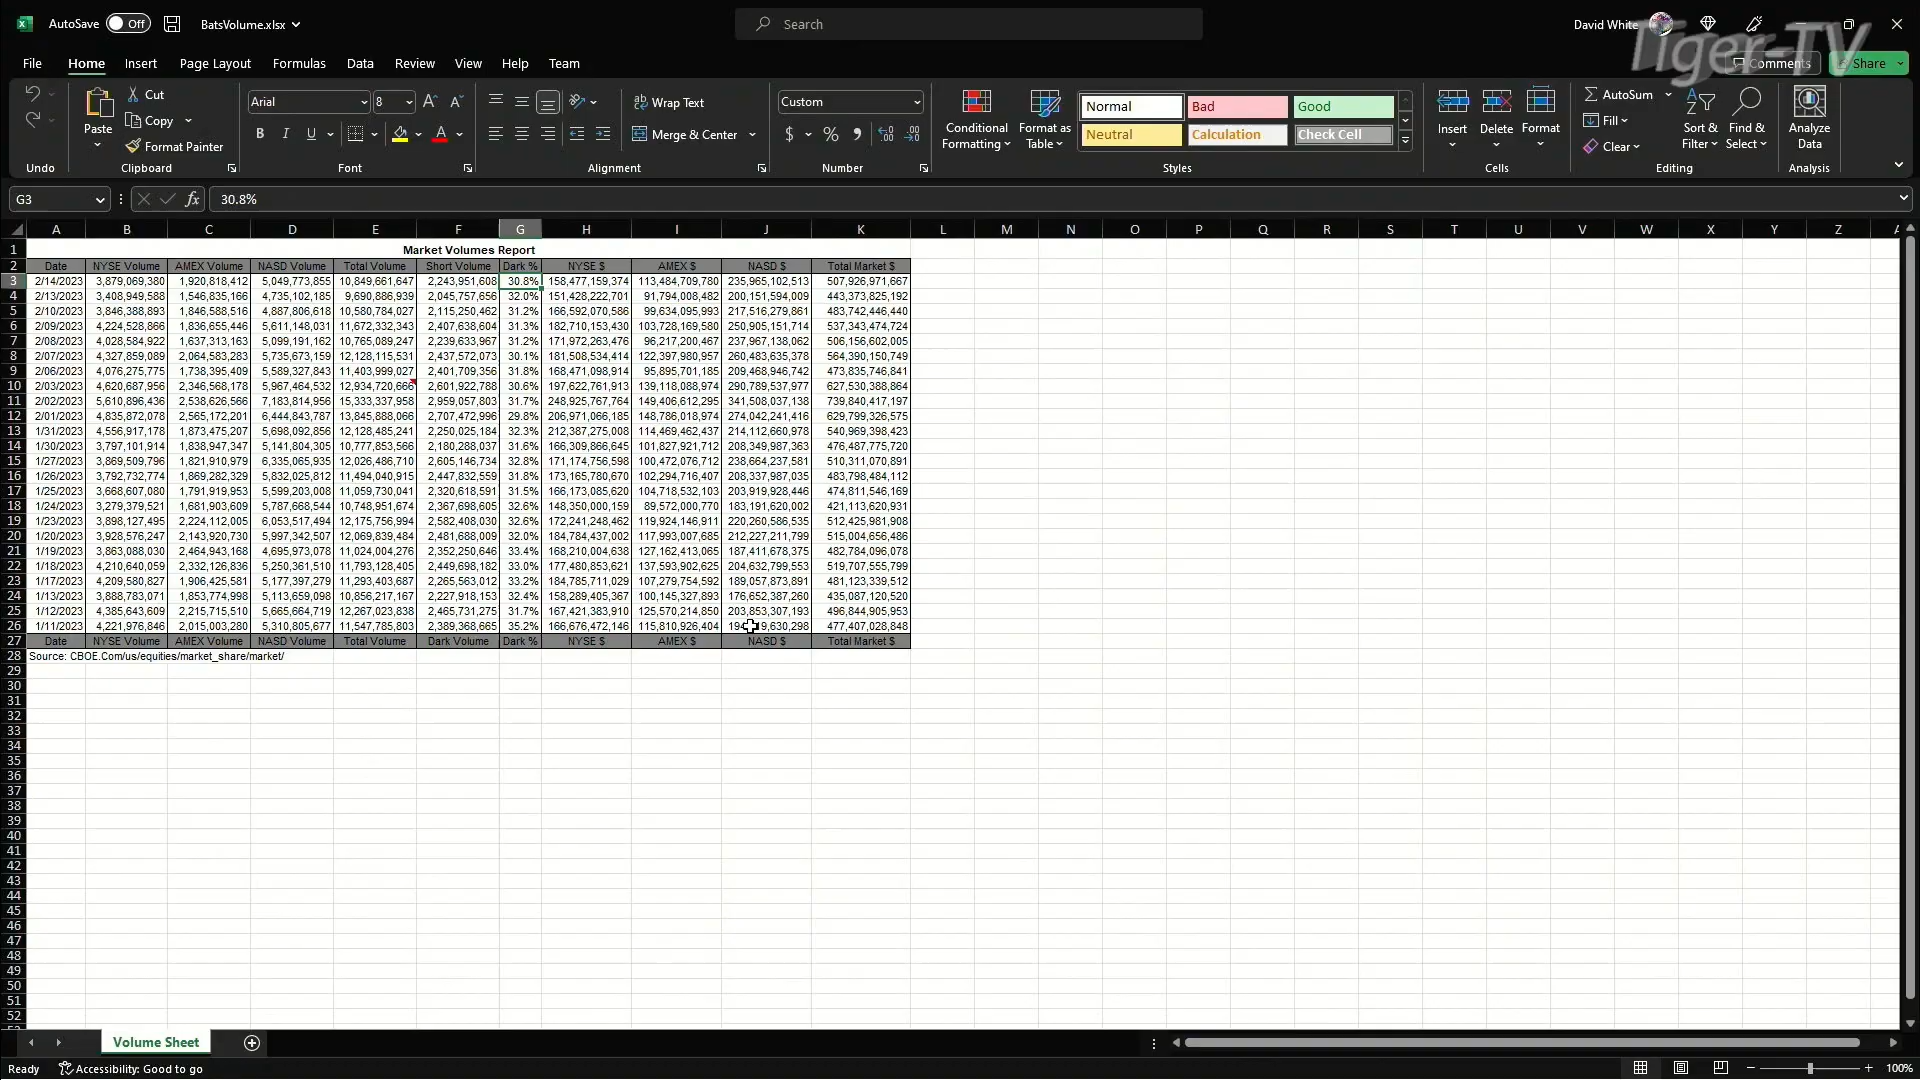 AutoSave Off BatsVolume.xlsx Search David White
Tiger-TV
File Home Insert Page Layout Formulas Data Review View Help Team Comments Share
Paste Cut Copy Format Painter
Arial 8
B I U
Wrap Text Merge & Center
Custom
$ % 9
Conditional Formatting Format as Table
Normal Bad Good
Neutral Calculation Check Cell
Insert Delete Format
AutoSum Fill Clear Sort & Filter Find & Select Analyze Data
Undo Clipboard Font Alignment Number Styles Cells Editing Analysis
G3 fx 30.8%
A B C D E F G H I J K L M N O P Q R S T U V W X Y Z
1 Market Volumes Report
2 Date NYSE Volume AMEX Volume NASD Volume Total Volume Short Volume Dark % NYSE $ AMEX $ NASD $ Total Market $
3 2/14/2023 3,879,069,380 1,920,818,412 5,049,773,855 10,849,661,647 2,243,951,608 30.8% 158,477,159,374 113,484,709,780 235,965,102,513 507,926,971,667
4 2/13/2023 3,408,949,588 1,546,835,166 4,735,102,185 9,690,886,939 2,045,757,656 32.0% 151,428,222,701 91,794,008,482 200,151,594,009 443,373,825,192
5 2/10/2023 3,846,388,893 1,846,588,516 4,887,806,618 10,580,784,027 2,115,250,462 31.2% 166,592,070,586 99,634,095,993 217,516,279,861 483,742,446,440
6 2/09/2023 4,224,528,866 1,836,655,446 5,611,148,031 11,672,332,343 2,407,638,604 31.3% 182,710,153,430 103,728,169,580 250,905,151,714 537,343,474,724
7 2/08/2023 4,028,584,922 1,637,313,163 5,099,191,162 10,765,089,247 2,239,633,967 31.2% 171,972,263,476 96,217,200,467 237,967,138,062 506,156,602,005
8 2/07/2023 4,327,859,089 2,064,583,283 5,735,673,159 12,128,115,531 2,437,572,073 30.1% 181,508,534,414 122,397,980,957 260,483,635,378 564,390,150,749
9 2/06/2023 4,076,275,775 1,738,395,409 5,589,327,843 11,403,999,027 2,401,709,356 31.8% 168,471,098,914 95,895,701,185 209,468,946,742 473,835,746,841
10 2/03/2023 4,620,687,956 2,346,568,178 5,967,464,532 12,934,720,666 2,601,922,788 30.6% 197,622,761,913 139,118,088,974 290,789,537,977 627,530,388,864
11 2/02/2023 5,610,896,436 2,538,626,566 7,183,814,956 15,333,337,958 2,959,057,803 31.7% 248,925,767,764 149,406,612,295 341,508,037,138 739,840,417,197
12 2/01/2023 4,835,872,078 2,565,172,201 6,444,843,787 13,845,888,066 2,707,472,996 29.8% 206,971,066,185 148,786,018,974 274,042,241,416 629,799,326,575
13 1/31/2023 4,556,917,178 1,873,475,207 5,698,092,856 12,128,485,241 2,250,025,184 32.3% 212,387,275,008 114,469,462,437 214,112,660,978 540,969,398,423
14 1/30/2023 3,797,101,914 1,838,947,347 5,141,804,305 10,777,853,566 2,180,288,037 31.6% 166,309,866,645 101,827,921,712 208,349,987,363 476,487,775,720
15 1/27/2023 3,869,509,796 1,821,910,979 6,335,065,935 12,026,486,710 2,605,146,734 32.8% 171,174,756,598 100,472,076,712 238,664,237,581 510,311,070,891
16 1/26/2023 3,792,732,774 1,869,282,329 5,832,025,812 11,494,040,915 2,447,832,559 31.8% 173,165,780,670 102,294,716,407 208,337,987,035 483,798,484,112
17 1/25/2023 3,668,607,080 1,791,919,953 5,599,203,008 11,059,730,041 2,320,618,591 31.5% 166,173,085,620 104,718,532,103 203,919,928,446 474,811,546,169
18 1/24/2023 3,279,379,521 1,681,903,609 5,787,668,544 10,748,951,674 2,367,698,605 32.6% 148,350,000,159 89,572,000,770 183,191,620,002 421,113,620,931
19 1/23/2023 3,898,127,495 2,224,112,005 6,053,517,494 12,175,756,994 2,582,408,030 32.6% 172,241,248,462 119,924,146,911 220,260,586,535 512,425,981,908
20 1/20/2023 3,928,576,247 2,143,920,730 5,997,342,507 12,069,839,484 2,481,688,009 32.0% 184,784,437,002 117,993,007,685 212,227,211,799 515,004,656,486
21 1/19/2023 3,863,088,030 2,464,943,168 4,695,973,078 11,024,004,276 2,352,250,646 33.4% 168,210,004,638 127,162,413,065 187,411,678,375 482,784,096,078
22 1/18/2023 4,210,640,059 2,332,126,836 5,250,361,510 11,793,128,405 2,449,698,182 33.0% 177,480,853,621 137,593,902,625 204,632,799,553 519,707,555,799
23 1/17/2023 4,209,580,827 1,906,425,581 5,177,397,279 11,293,403,687 2,265,563,012 33.2% 184,785,711,029 107,279,754,592 189,057,873,891 481,123,339,512
24 1/13/2023 3,888,783,071 1,853,774,998 5,113,659,098 10,856,217,167 2,227,918,153 32.4% 158,289,405,367 100,145,327,893 176,652,387,260 435,087,120,520
25 1/12/2023 4,385,643,609 2,215,715,510 5,665,664,719 12,267,023,838 2,465,731,275 31.7% 167,421,383,910 125,570,214,850 203,853,307,193 496,844,905,953
26 1/11/2023 4,221,976,846 2,015,003,280 5,310,805,677 11,547,785,803 2,389,368,665 35.2% 166,676,472,146 115,810,926,404 477,407,028,848
27 Date NYSE Volume AMEX Volume NASD Volume Total Volume Dark Volume Dark % NYSE $ AMEX $ NASD $ Total Market $
28 Source: CBOE.Com/us/equities/market_share/market/
29
30
31
32
33
34
35
36
37
38
39
40
41
42
43
44
45
46
47
48
49
50
51
52
Volume Sheet
Ready Accessibility: Good to go 100%